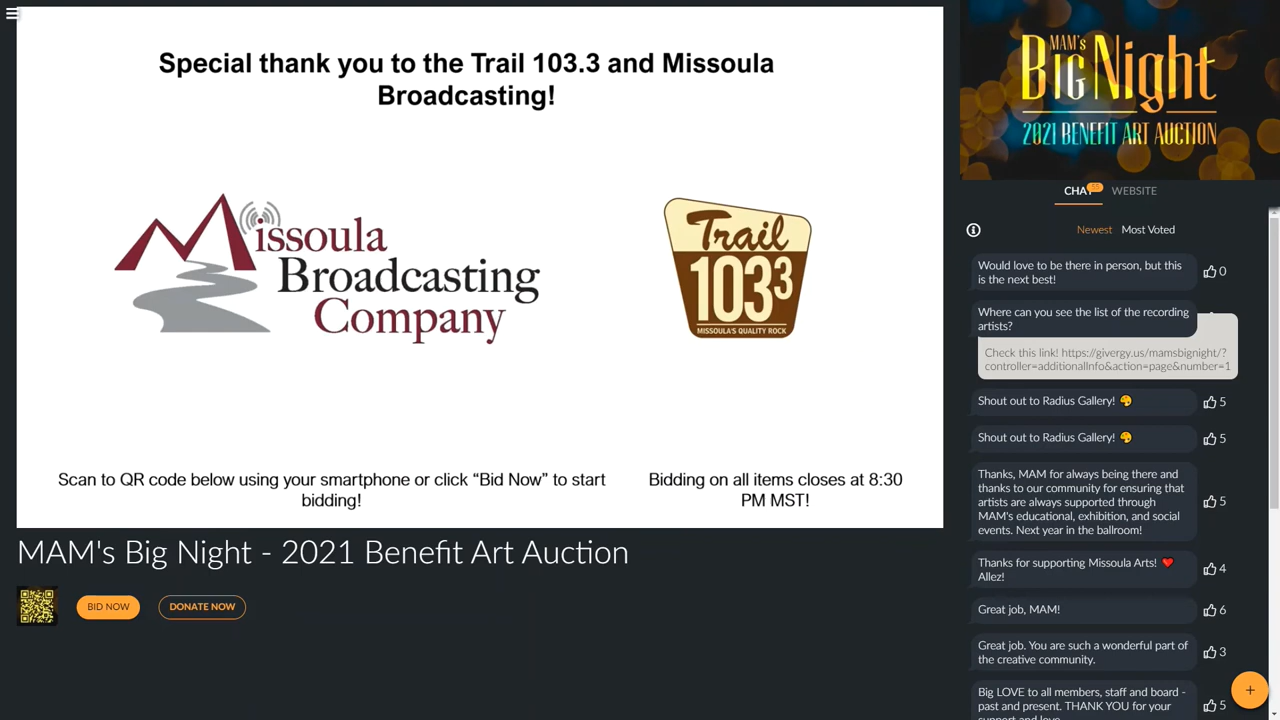 Special thank you to the Trail 103.3 and Missoula
Broadcasting!
Missoula
Broadcasting
Company
Trail
103.3
MISSOULA'S QUALITY ROCK
Scan to QR code below using your smartphone or click “Bid Now” to start
bidding!
Bidding on all items closes at 8:30
PM MST!
MAM's Big Night - 2021 Benefit Art Auction
BID NOW
DONATE NOW
MAM's
BIG Night
2021 BENEFIT ART AUCTION
CHAT
55
WEBSITE
Newest
Most Voted
Would love to be there in person, but this
is the next best!
0
Where can you see the list of the recording
artists?
Check this link! https://givergy.us/mamsbignight/?
controller=additionalInfo&action=page&number=1
Shout out to Radius Gallery! 🎨
5
Shout out to Radius Gallery! 🎨
5
Thanks, MAM for always being there and
thanks to our community for ensuring that
artists are always supported through
MAM's educational, exhibition, and social
events. Next year in the ballroom!
5
Thanks for supporting Missoula Arts! ❤️
Allez!
4
Great job, MAM!
6
Great job. You are such a wonderful part of
the creative community.
3
Big LOVE to all members, staff and board -
past and present. THANK YOU for your
support and love
5
+